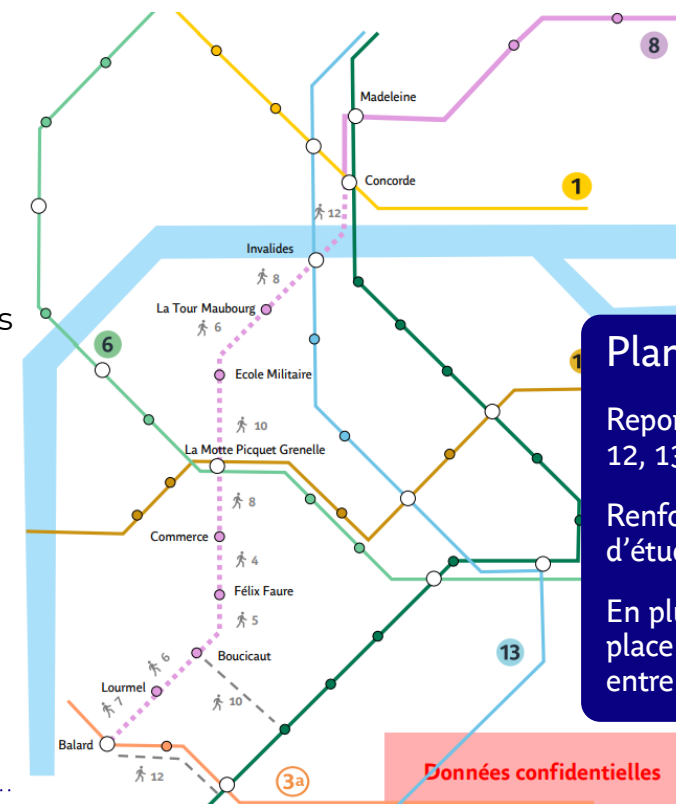 8
Madeleine
Concorde
1
12
Invalides
8
La Tour Maubourg
6
6
Ecole Militaire
10
La Motte Picquet Grenelle
8
Commerce
4
Félix Faure
5
Boucicaut
6
Lourmel
7
10
13
Balard
12
3a
Données confidentielles
Plan
12, 13
d'étu
En plu
place
entre